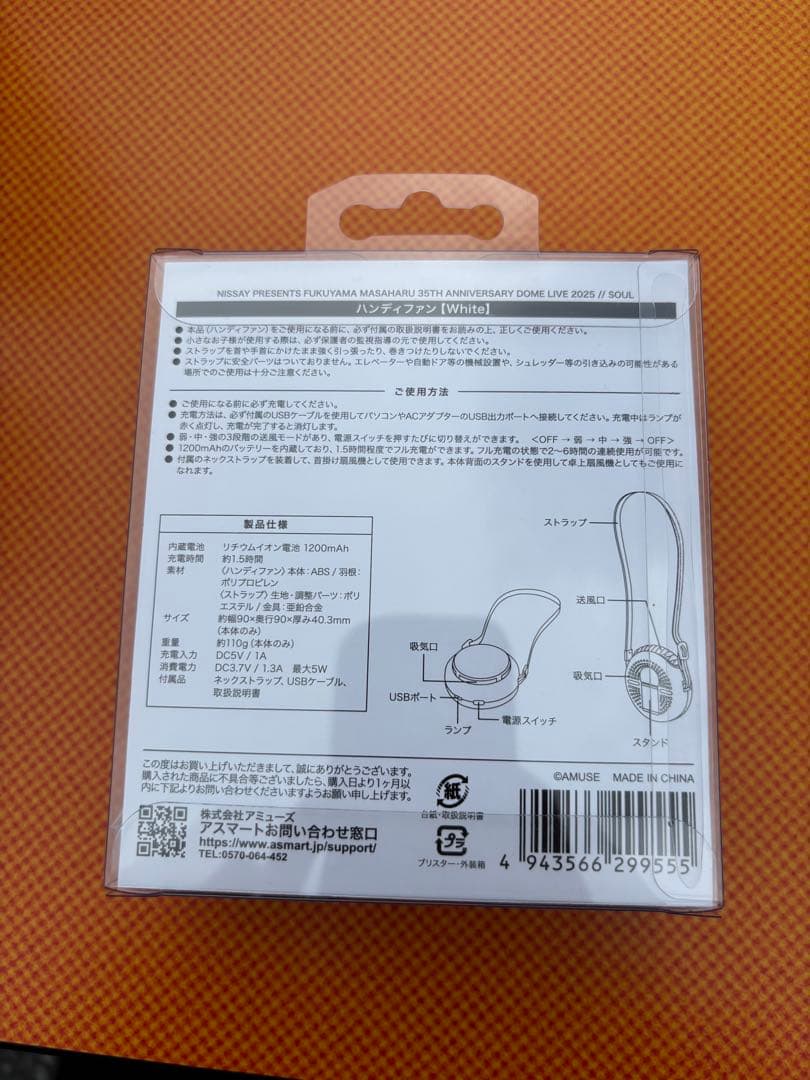 NISSAY PRESENTS FUKUYAMA MASAHARU 35TH ANNIVERSARY DOME LIVE 2025 // SOUL
ハンディファン【White】
● 本品〈ハンディファン〉をご使用になる前に、必ず付属の取扱説明書をお読みの上、正しくご使用ください。
● 小さなお子様が使用する際は、必ず保護者の監視指導の元で使用してください。
● ストラップを首や手首にかけたまま強く引っ張ったり、巻きつけたりしないでください。
● ストラップに安全パーツはついておりません。エレベーターや自動ドア等の機械設置や、シュレッダー等の引き込みの可能性がある
場所でのご使用は十分ご注意ください。
ご使用方法
● ご使用になる前に必ず充電してください。
● 充電方法は、必ず付属のUSBケーブルを使用してパソコンやACアダプターのUSB出力ポートへ接続してください。充電中はランプが
赤く点灯し、充電が完了すると消灯します。
● 弱・中・強の3段階の送風モードがあり、電源スイッチを押すたびに切り替えができます。 <OFF → 弱 → 中 → 強 → OFF>
● 1200mAhのバッテリーを内蔵しており、1.5時間程度でフル充電ができます。フル充電の状態で2〜6時間の連続使用が可能です。
● 付属のネックストラップを装着して、首掛け扇風機として使用できます。本体背面のスタンドを使用して卓上扇風機としてもご使用に
なれます。
製品仕様
内蔵電池 リチウムイオン電池 1200mAh
充電時間 約1.5時間
素材 〈ハンディファン〉本体：ABS / 羽根：
ポリプロピレン
〈ストラップ〉生地・調整パーツ：ポリ
エステル / 金具：亜鉛合金
サイズ 約幅90×奥行90×厚み40.3mm
(本体のみ)
重量 約110g (本体のみ)
充電入力 DC5V / 1A
消費電力 DC3.7V / 1.3A 最大5W
付属品 ネックストラップ、USBケーブル、
取扱説明書
吸気口
USBポート
ランプ
電源スイッチ
ストラップ
送風口
吸気口
スタンド
この度はお買い上げいただきまして、誠にありがとうございます。
購入された商品に不具合等ございましたら、購入日より1ヶ月以
内に下記よりお問い合わせくださいますようお願い申し上げます。
株式会社アミューズ
アスマートお問い合わせ窓口
https://www.asmart.jp/support/
TEL:0570-064-452
紙
台紙・取扱説明書
プラ
ブリスター・外装箱
©AMUSE MADE IN CHINA
4 943566 299555